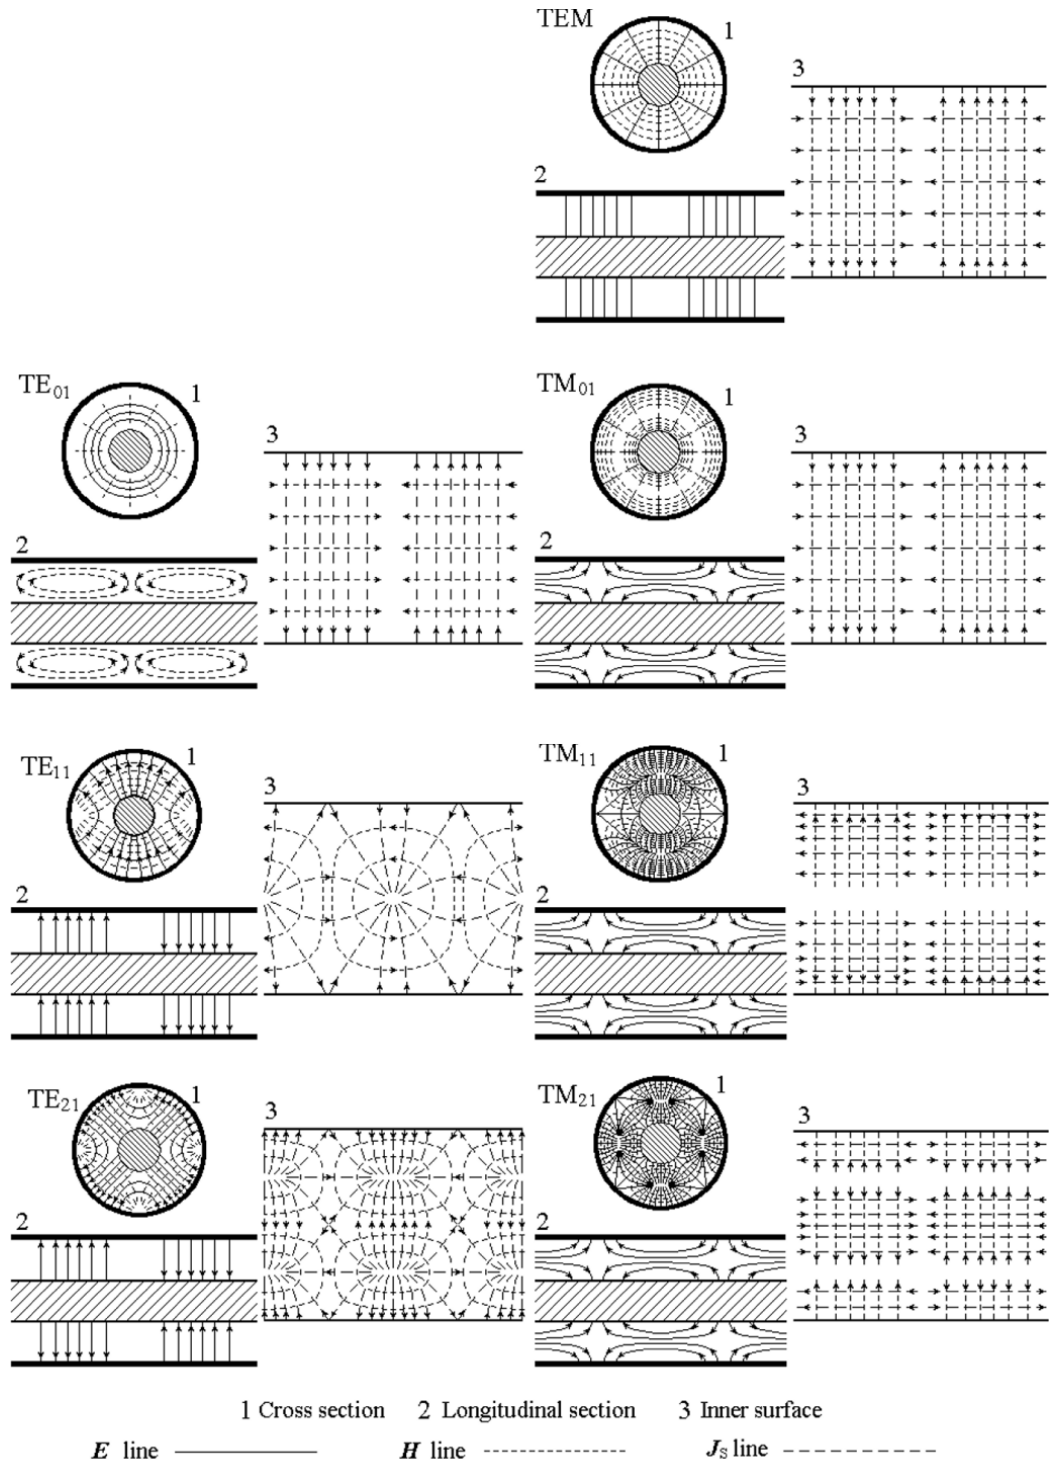 TEM
1
3
2
TE01
1
3
2
TM01
1
3
2
TE11
1
3
2
TM11
1
3
2
TE21
1
3
2
TM21
1
3
2
1 Cross section 2 Longitudinal section 3 Inner surface
E line H line JS line